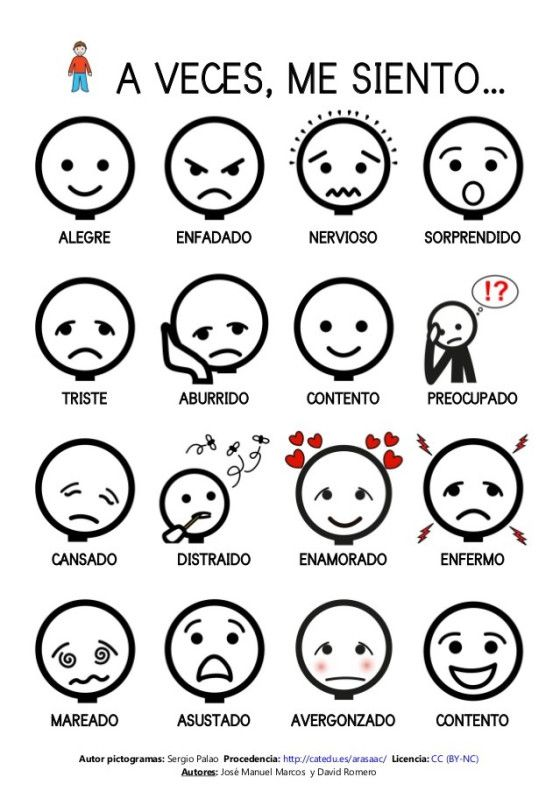 A VECES, ME SIENTO...
ALEGRE ENFADADO NERVIOSO SORPRENDIDO
!?
TRISTE ABURRIDO CONTENTO PREOCUPADO
CANSADO DISTRAIDO ENAMORADO ENFERMO
MAREADO ASUSTADO AVERGONZADO CONTENTO
Autor pictogramas: Sergio Palao Procedencia: http://catedu.es/arasaac/ Licencia: CC (BY-NC)
Autores: José Manuel Marcos y David Romero